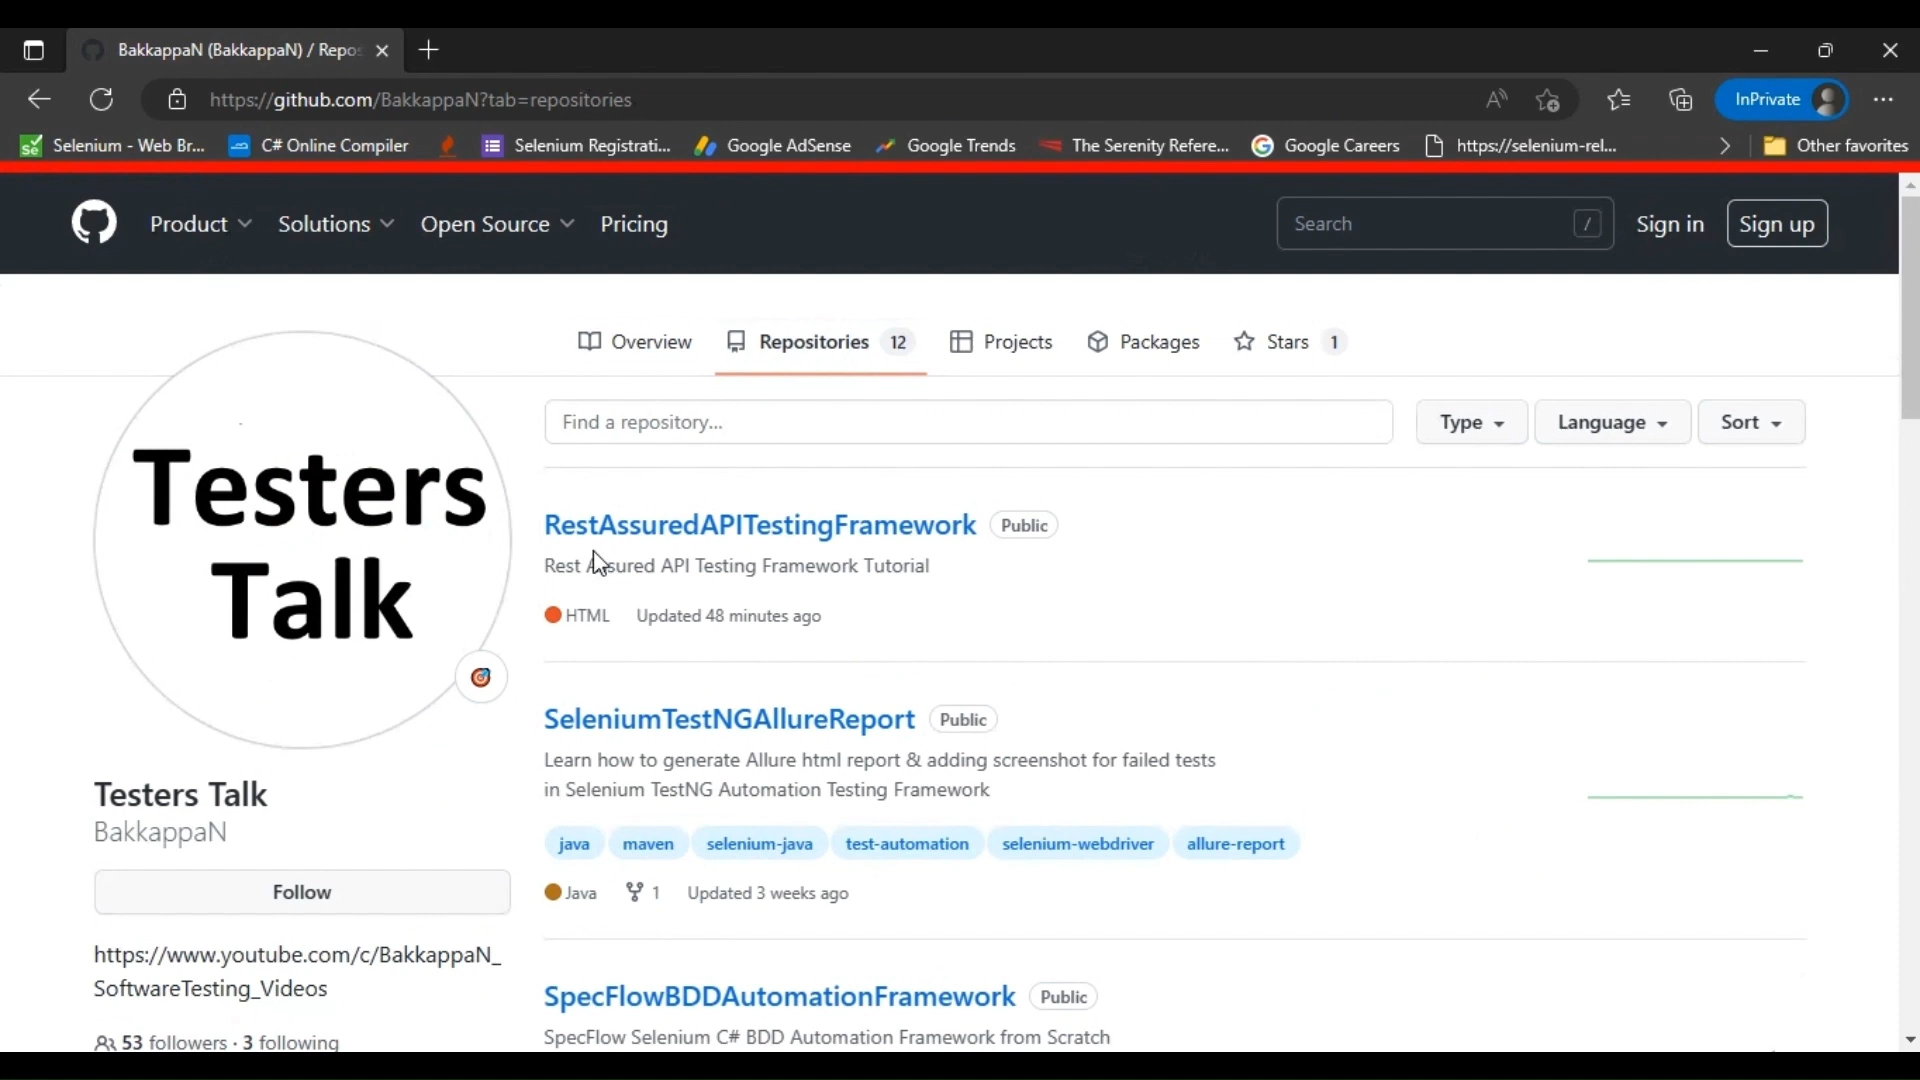 BakkappaN (BakkappaN) / Repos
https://github.com/BakkappaN?tab=repositories
InPrivate
Selenium - Web Br... C# Online Compiler Selenium Registrati... Google AdSense Google Trends The Serenity Refere... Google Careers https://selenium-rel... Other favorites
Product Solutions Open Source Pricing Search / Sign in Sign up
Overview Repositories 12 Projects Packages Stars 1
Find a repository... Type Language Sort
Testers
Talk
Testers Talk
BakkappaN
Follow
https://www.youtube.com/c/BakkappaN_
SoftwareTesting_Videos
53 followers · 3 following
RestAssuredAPITestingFramework Public
Rest Assured API Testing Framework Tutorial
HTML Updated 48 minutes ago
SeleniumTestNGAllureReport Public
Learn how to generate Allure html report & adding screenshot for failed tests
in Selenium TestNG Automation Testing Framework
java maven selenium-java test-automation selenium-webdriver allure-report
Java 1 Updated 3 weeks ago
SpecFlowBDDAutomationFramework Public
SpecFlow Selenium C# BDD Automation Framework from Scratch